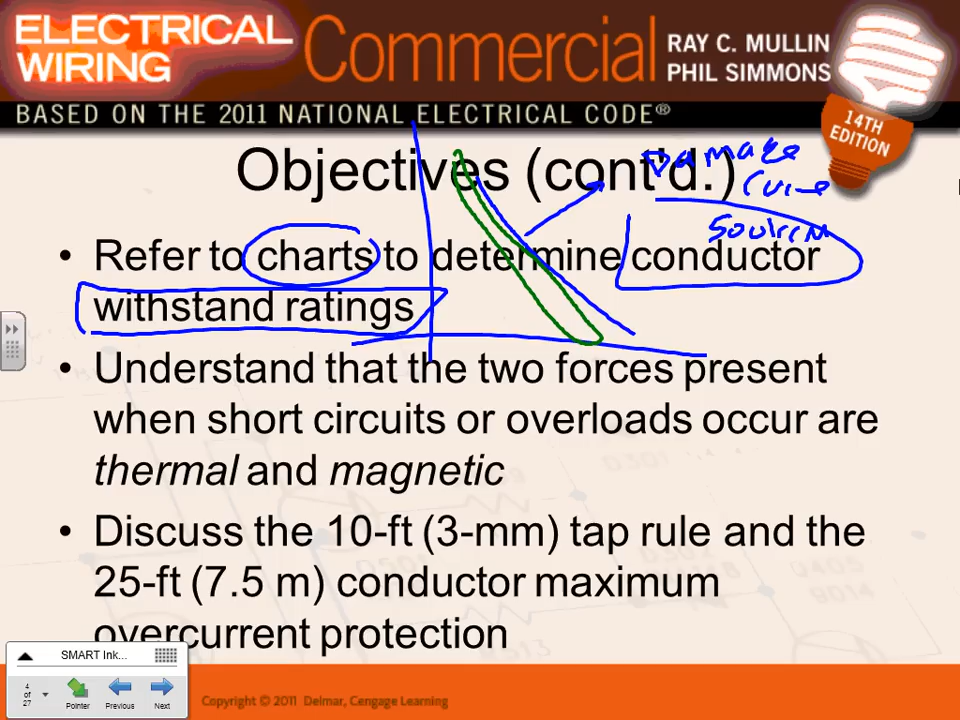 ELECTRICAL
WIRING
Commercial
RAY C. MULLIN
PHIL SIMMONS
BASED ON THE 2011 NATIONAL ELECTRICAL CODE®
14TH
EDITION
Objectives (cont'd.)
Damage
Curve
• Refer to charts to determine conductor
withstand ratings
• Understand that the two forces present
when short circuits or overloads occur are
thermal and magnetic
• Discuss the 10-ft (3-mm) tap rule and the
25-ft (7.5 m) conductor maximum
overcurrent protection
SMART Ink...
4
of
27
Pointer
Previous
Next
Copyright © 2011 Delmar, Cengage Learning